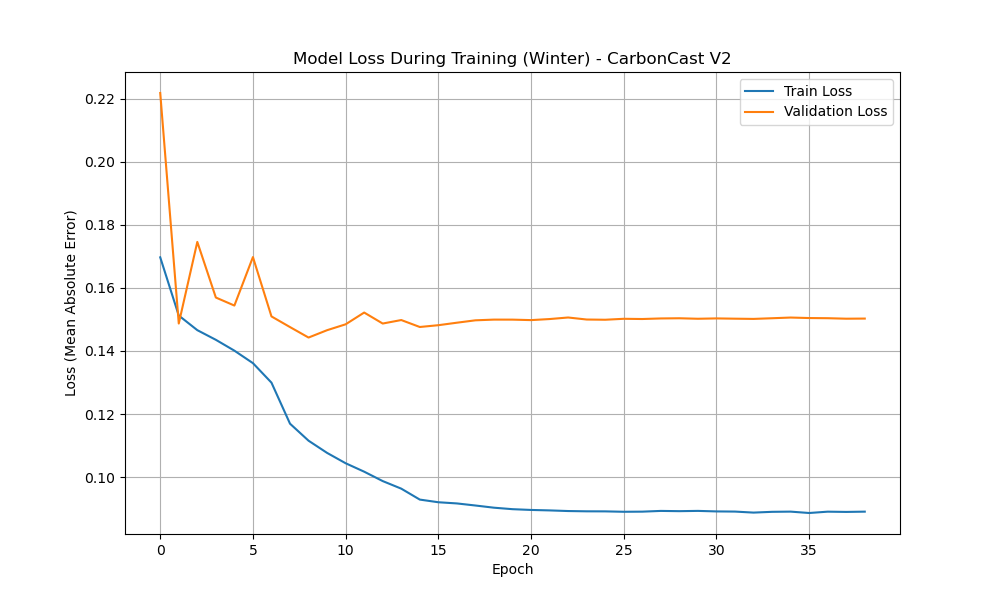 Model Loss During Training (Winter) - CarbonCast V2
Train Loss
Validation Loss
Loss (Mean Absolute Error)
0.22
0.20
0.18
0.16
0.14
0.12
0.10
0 5 10 15 20 25 30 35
Epoch